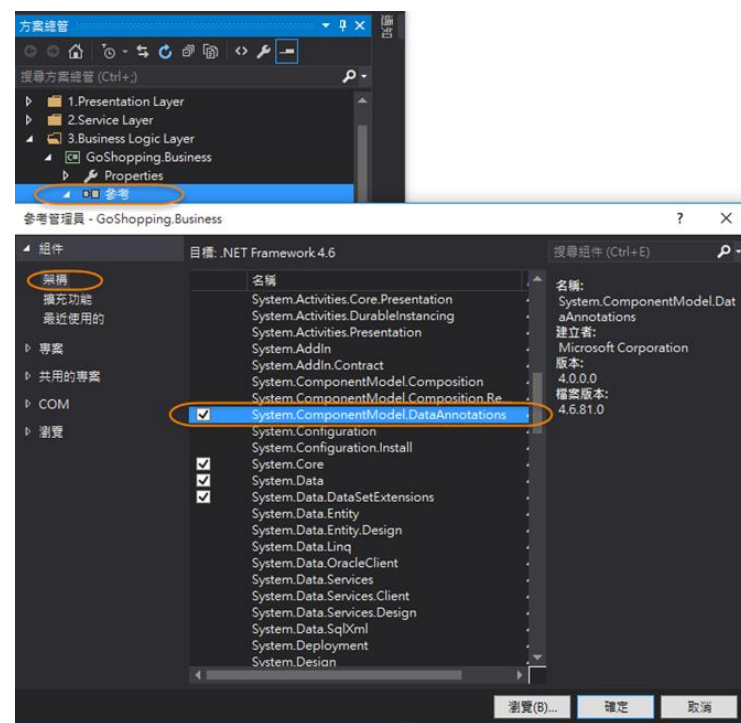 方案總管
通知
搜尋方案總管 (Ctrl+;)
1.Presentation Layer
2.Service Layer
3.Business Logic Layer
GoShopping.Business
Properties
參考
參考管理員 - GoShopping.Business
組件
目標: .NET Framework 4.6
搜尋組件 (Ctrl+E)
架構
擴充功能
最近使用的
專案
共用的專案
COM
瀏覽
名稱
System.Activities.Core.Presentation
System.Activities.DurableInstancing
System.Activities.Presentation
System.AddIn
System.AddIn.Contract
System.ComponentModel.Composition
System.ComponentModel.Composition.Re...
System.ComponentModel.DataAnnotations
System.Configuration
System.Configuration.Install
System.Core
System.Data
System.Data.DataSetExtensions
System.Data.Entity
System.Data.Entity.Design
System.Data.Linq
System.Data.OracleClient
System.Data.Services
System.Data.Services.Client
System.Data.Services.Design
System.Data.SqlXml
System.Deployment
System.Design
名稱:
System.ComponentModel.Dat
aAnnotations
建立者:
Microsoft Corporation
版本:
4.0.0.0
檔案版本:
4.6.81.0
瀏覽(B)...
確定
取消